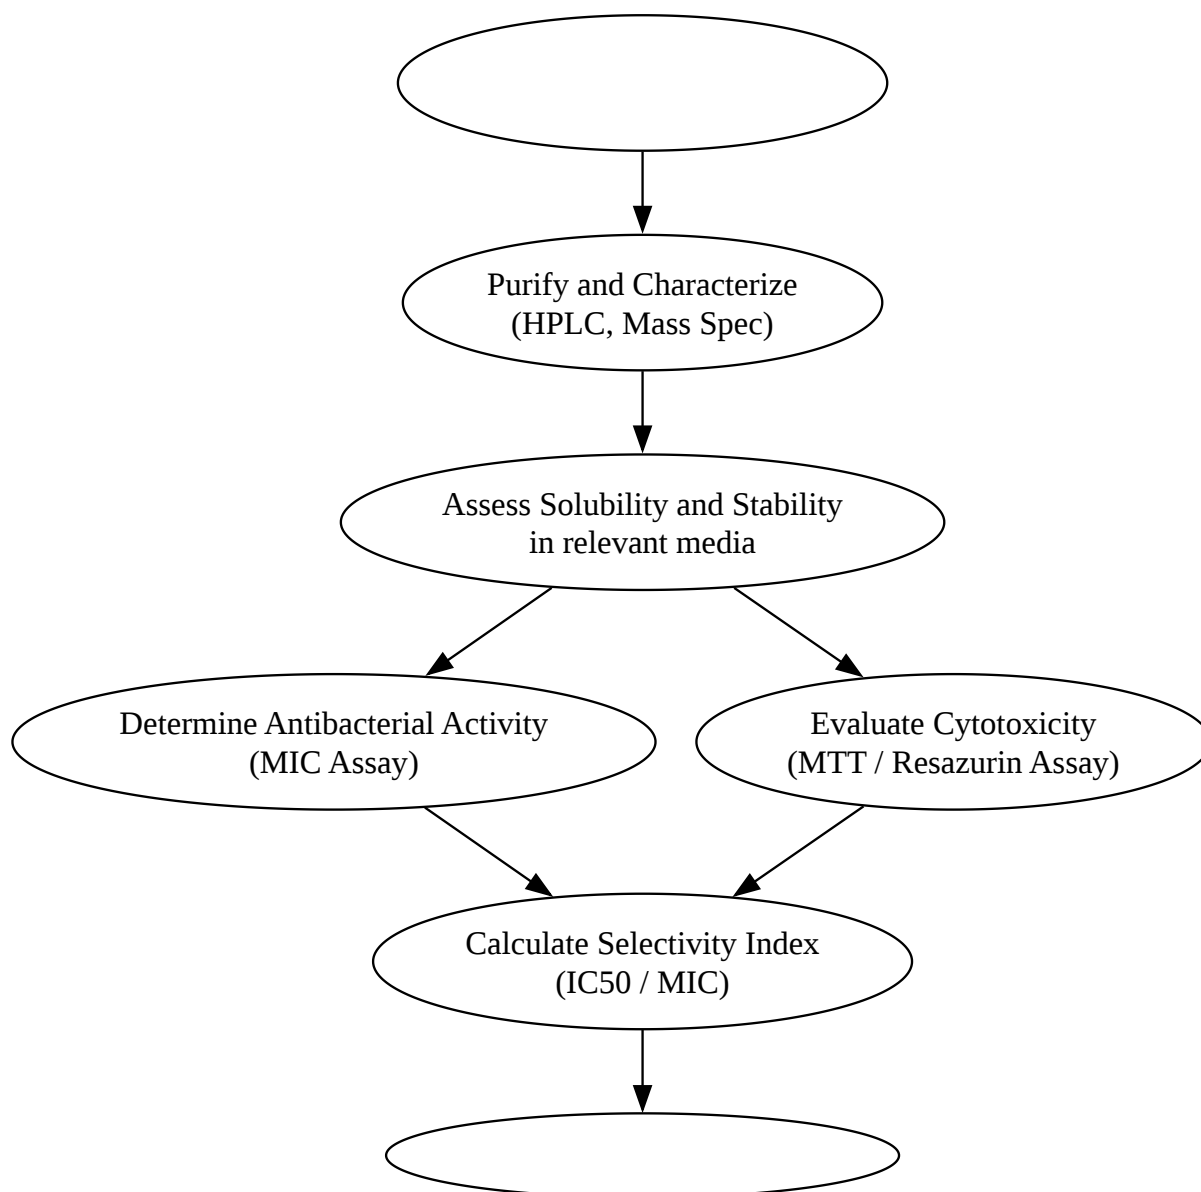 Purify and Characterize
(HPLC, Mass Spec)
Assess Solubility and Stability
in relevant media
Determine Antibacterial Activity
(MIC Assay)
Evaluate Cytotoxicity
(MTT / Resazurin Assay)
Calculate Selectivity Index
(IC50 / MIC)